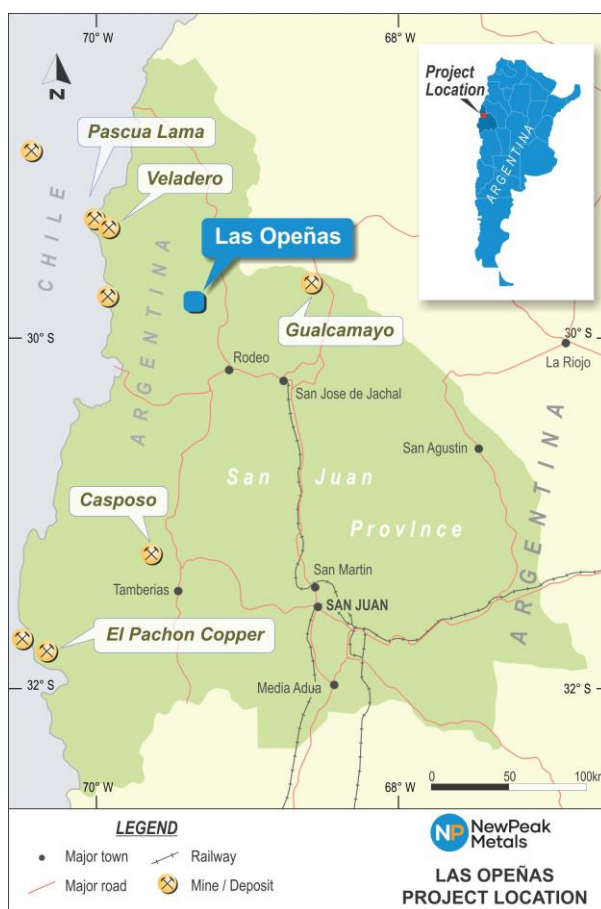 70° W
68° W
N
Pascua Lama
Veladero
CHILE
ARGENTINA
Las Opeñas
Gualcamayo
Project
Location
ARGENTINA
30° S
30° S
Rodeo
La Riojo
San Jose de Jachal
San Agustin
San Juan
Province
ARGENTINA
Casposo
San Martin
Tamberias
SAN JUAN
El Pachon Copper
Media Adua
32° S
32° S
70° W
68° W
0 50 100km
LEGEND
Major town
Railway
Major road
Mine / Deposit
NP NewPeak
Metals
LAS OPEÑAS
PROJECT LOCATION